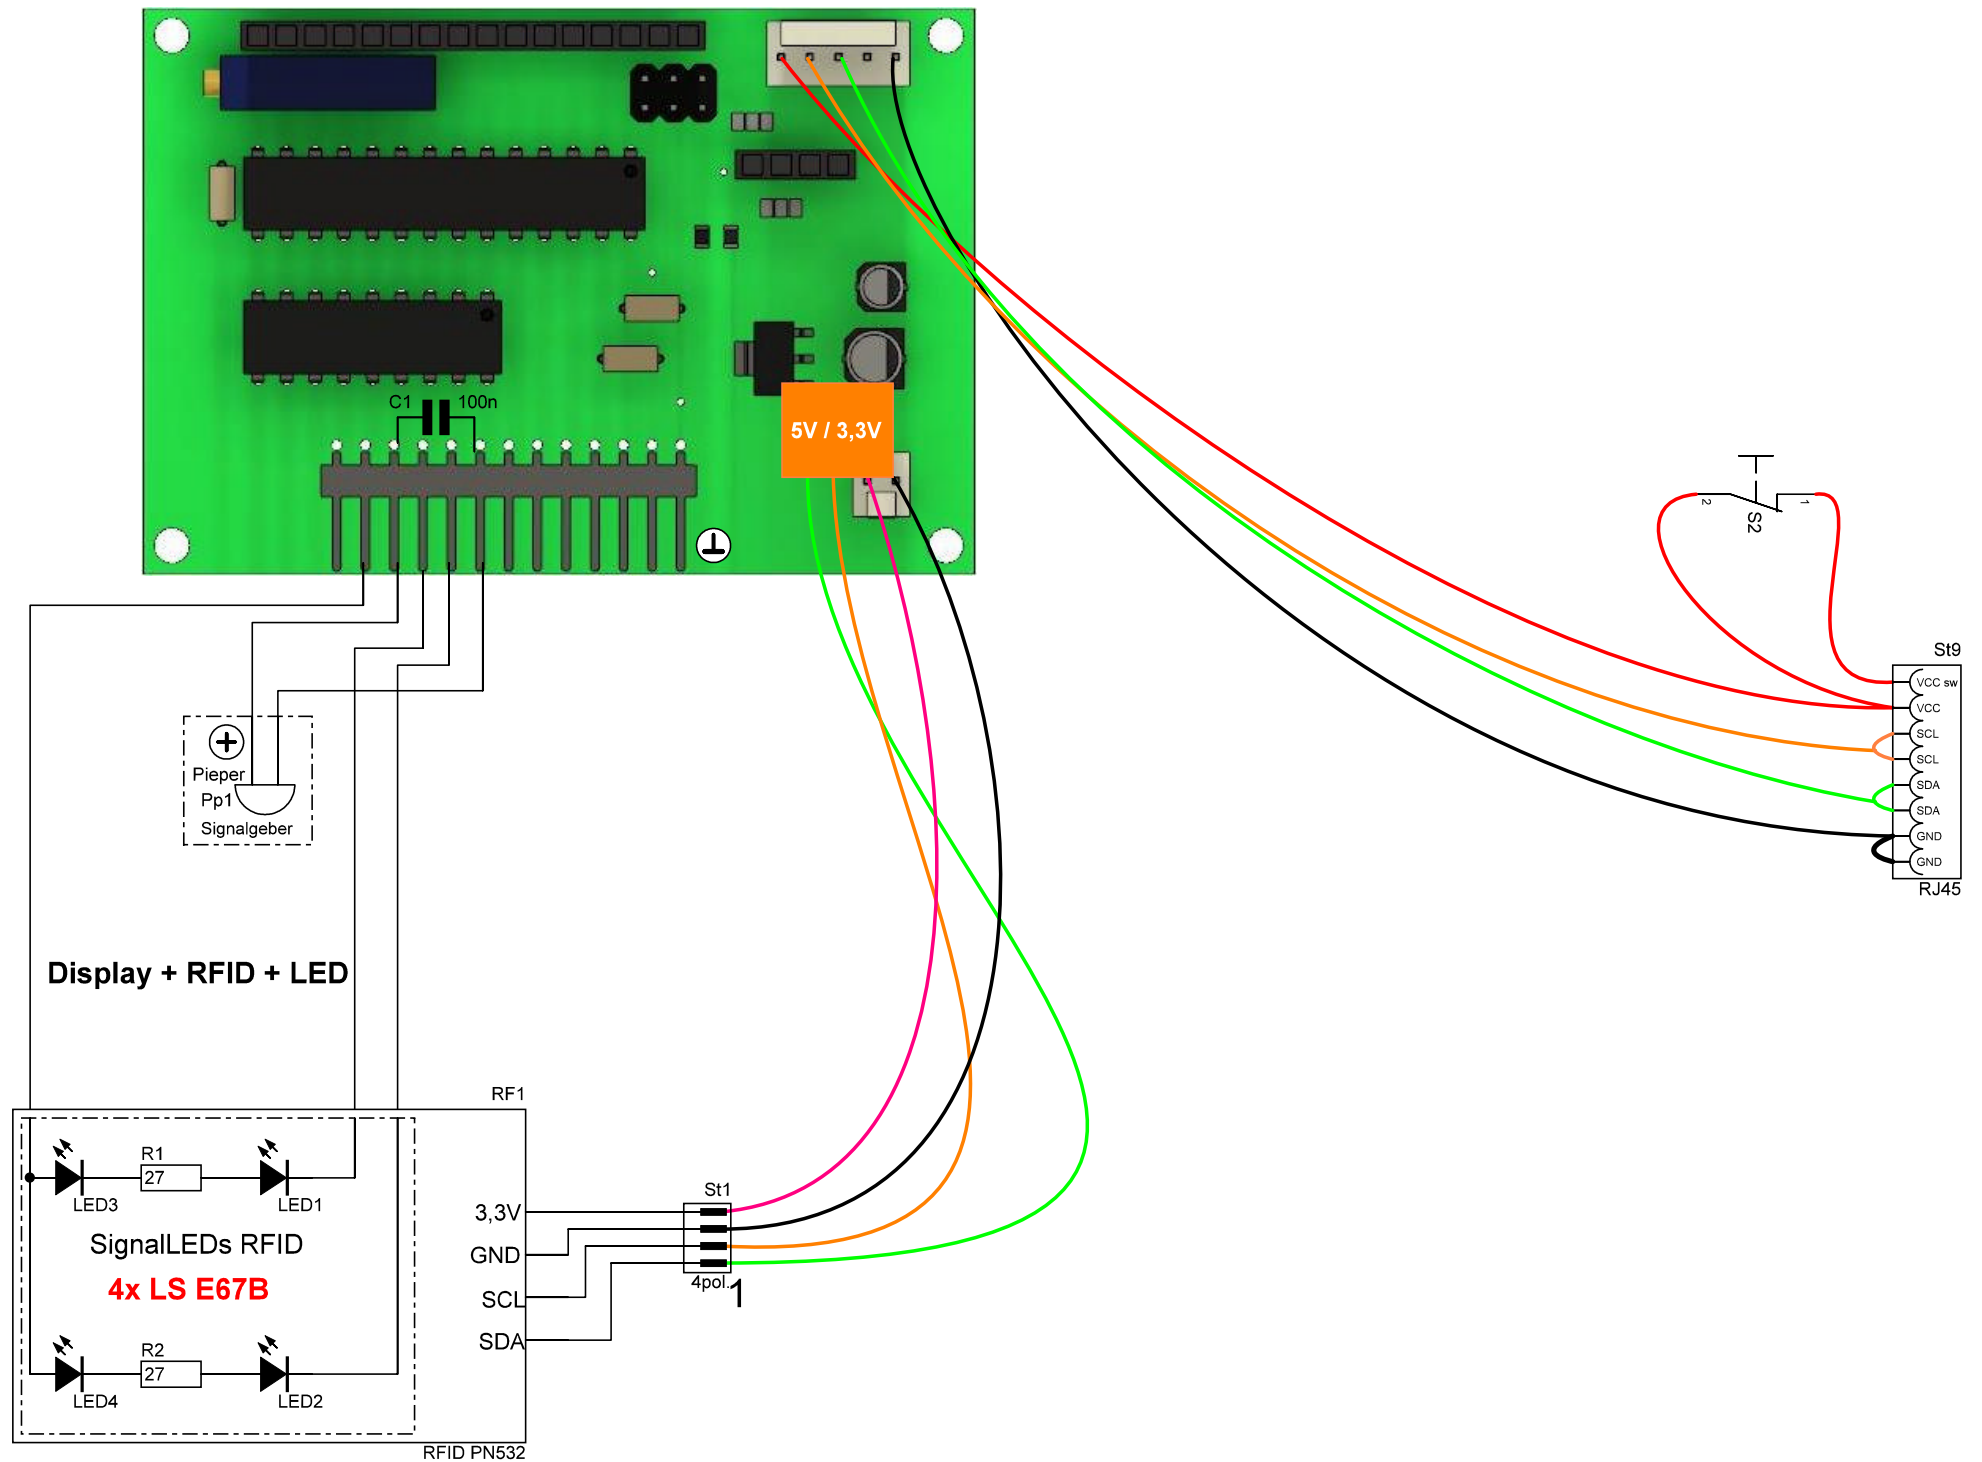 C1 100n
5V / 3,3V
2
1
S2
St9
VCC sw
VCC
SCL
SCL
SDA
SDA
GND
GND
RJ45
Pieper
Pp1
Signalgeber
Display + RFID + LED
RF1
R1
27
LED3
LED1
SignalLEDs RFID
4x LS E67B
R2
27
LED4
LED2
3,3V
GND
SCL
SDA
St1
4pol.
1
RFID PN532